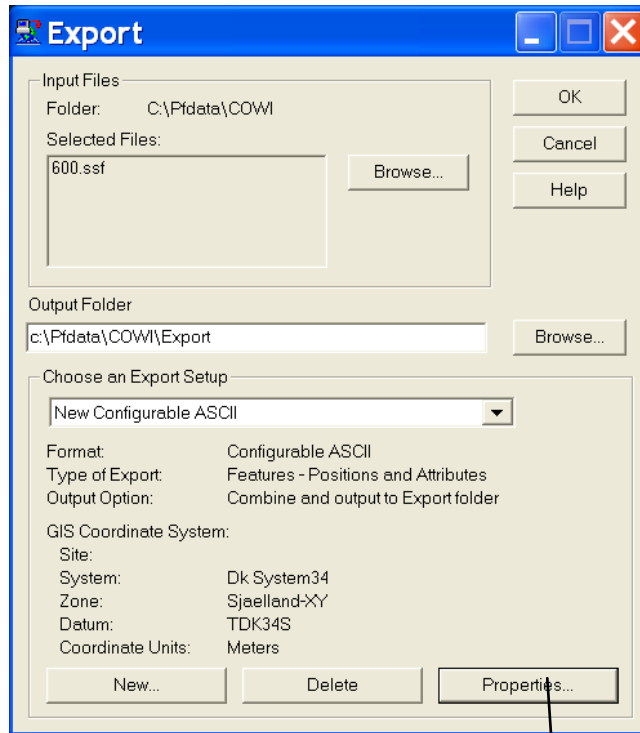 Export
Input Files
Folder: C:\Pfdata\COWI
Selected Files:
600.ssf
Browse...
OK
Cancel
Help
Output Folder
c:\Pfdata\COWI\Export
Browse...
Choose an Export Setup
New Configurable ASCII
Format: Configurable ASCII
Type of Export: Features - Positions and Attributes
Output Option: Combine and output to Export folder
GIS Coordinate System:
Site:
System: Dk System34
Zone: Sjaelland-XY
Datum: TDK34S
Coordinate Units: Meters
New... Delete Properties...